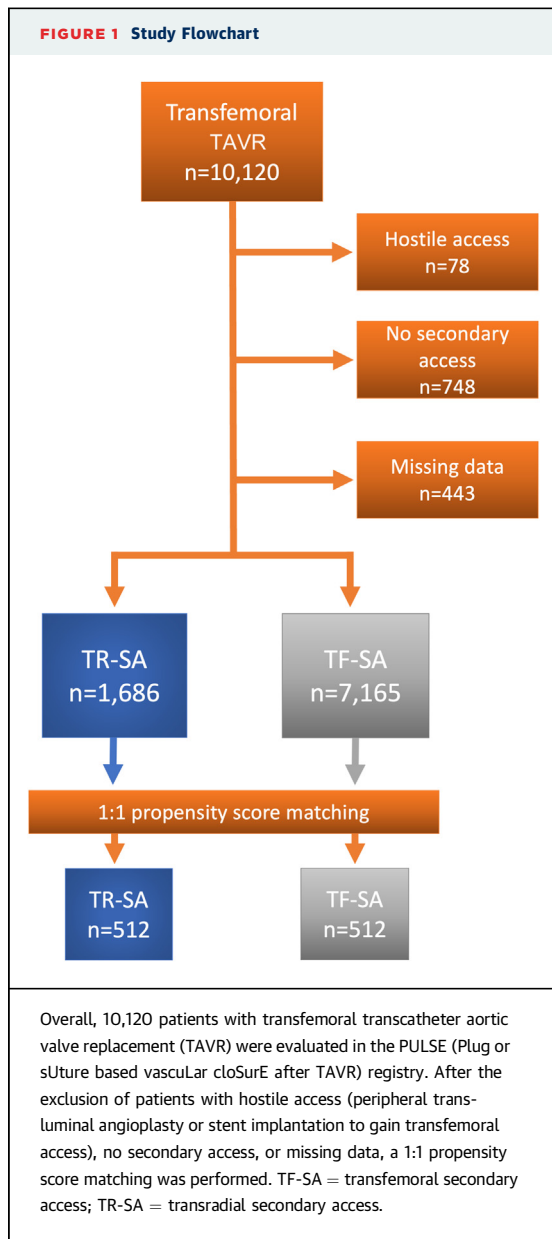 FIGURE 1 Study Flowchart
Transfemoral
TAVR
n=10,120
Hostile access
n=78
No secondary
access
n=748
Missing data
n=443
TR-SA
n=1,686
TF-SA
n=7,165
1:1 propensity score matching
TR-SA
n=512
TF-SA
n=512
Overall, 10,120 patients with transfemoral transcatheter aortic
valve replacement (TAVR) were evaluated in the PULSE (Plug or
sUture based vascuLar cloSurE after TAVR) registry. After the
exclusion of patients with hostile access (peripheral trans-
luminal angioplasty or stent implantation to gain transfemoral
access), no secondary access, or missing data, a 1:1 propensity
score matching was performed. TF-SA = transfemoral secondary
access; TR-SA = transradial secondary access.